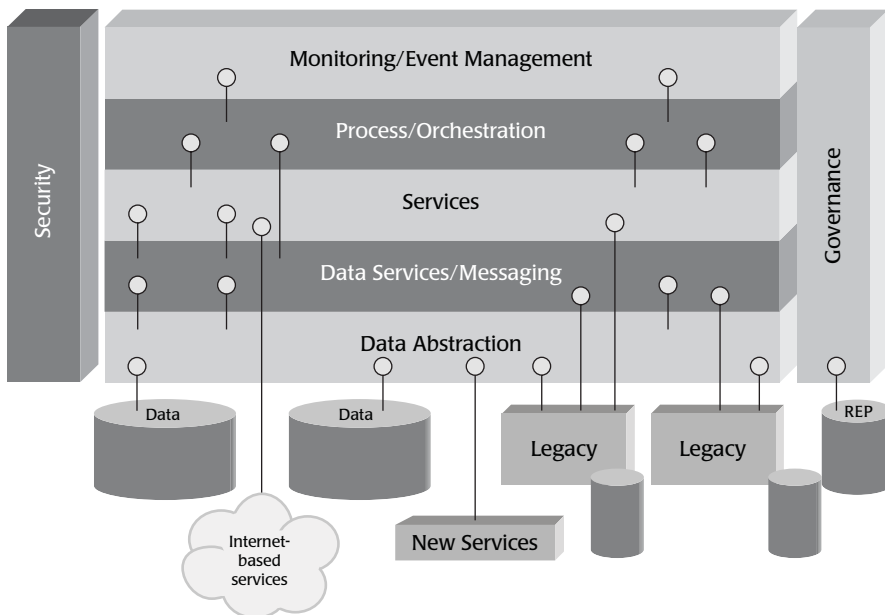 Monitoring/Event Management
Process/Orchestration
Services
Data Services/Messaging
Data Abstraction
Security
Governance
Data
Data
Legacy
Legacy
REP
New Services
Internet-
based
services